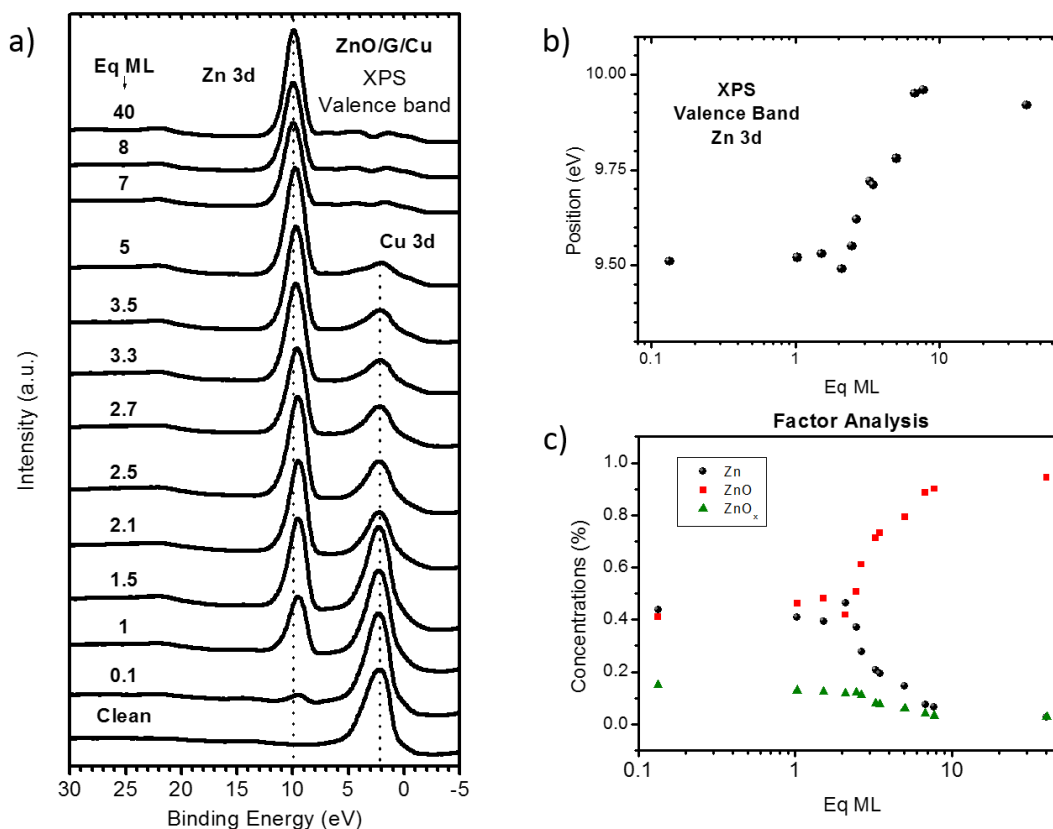 a)
ZnO/G/Cu
XPS
Valence band
Zn 3d
Eq ML
40
8
7
5
Cu 3d
3.5
3.3
2.7
2.5
2.1
1.5
1
0.1
Clean
Intensity (a.u.)
30 25 20 15 10 5 0 -5
Binding Energy (eV)
b)
XPS
Valence Band
Zn 3d
10.00
9.75
9.50
Position (eV)
0.1 1 10
Eq ML
c)
Factor Analysis
Zn
ZnO
ZnOx
1.0
0.8
0.6
0.4
0.2
0.0
Concentrations (%)
0.1 1 10
Eq ML